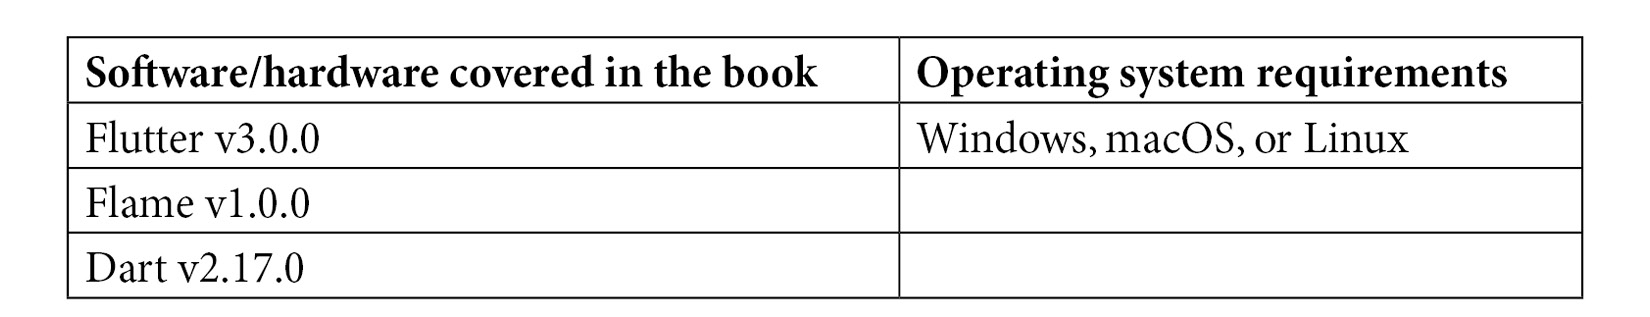 Software/hardware covered in the book Operating system requirements
Flutter v3.0.0 Windows, macOS, or Linux
Flame v1.0.0
Dart v2.17.0